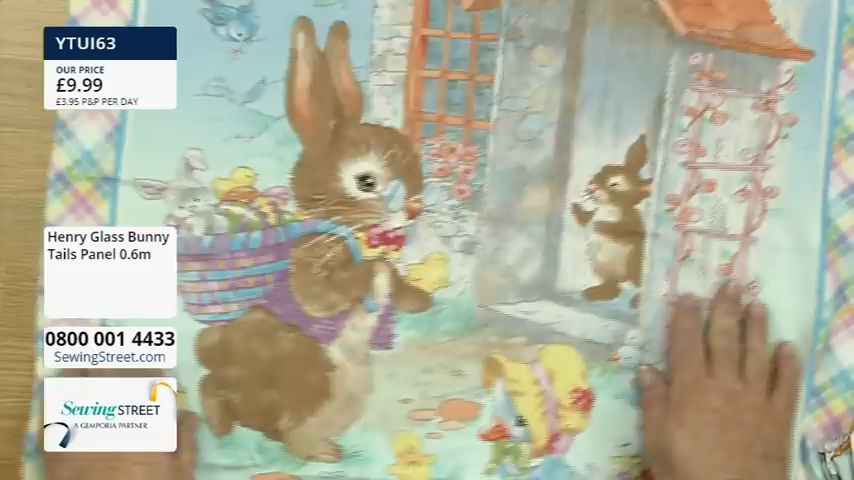 YTUI63
OUR PRICE
£9.99
£3.95 P&P PER DAY
Henry Glass Bunny
Tails Panel 0.6m
0800 001 4433
SewingStreet.com
Sewing STREET
A GEMPORIA PARTNER